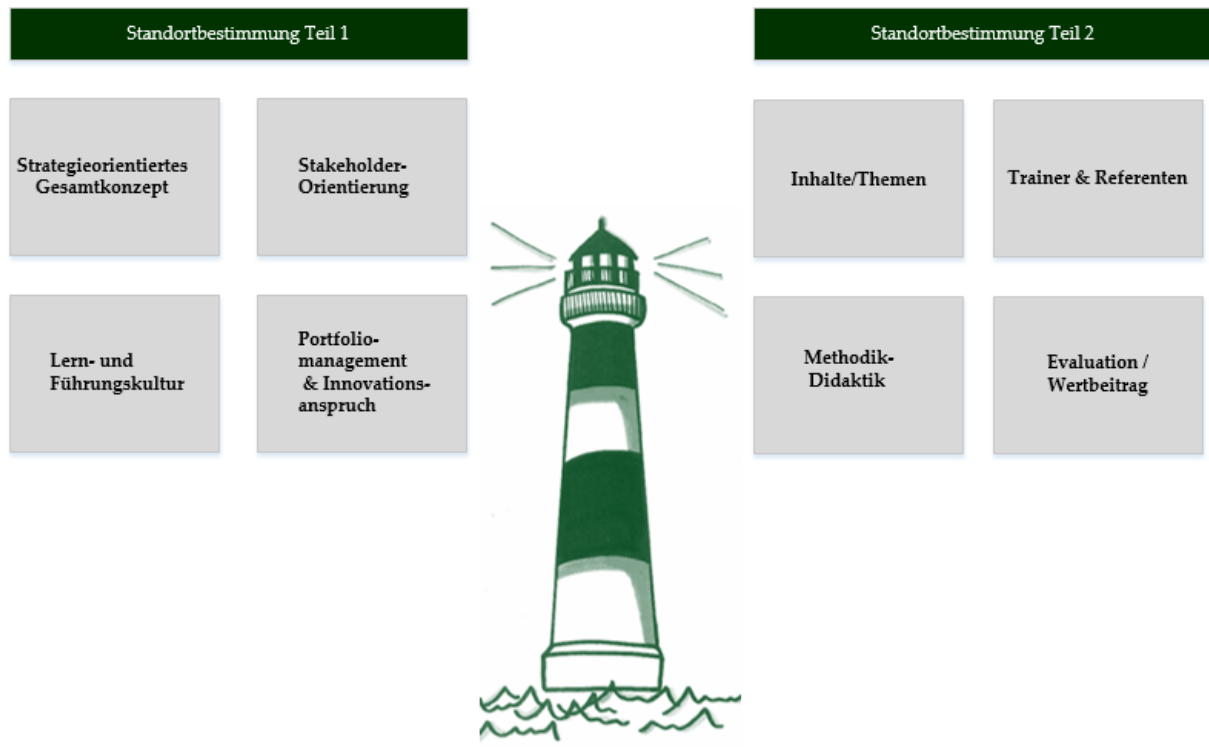 Standortbestimmung Teil 1
Strategieorientiertes
Gesamtkonzept
Stakeholder-
Orientierung
Lern- und
Führungskultur
Portfolio-
management
& Innovations-
anspruch
Standortbestimmung Teil 2
Inhalte/Themen
Trainer & Referenten
Methodik-
Didaktik
Evaluation /
Wertbeitrag